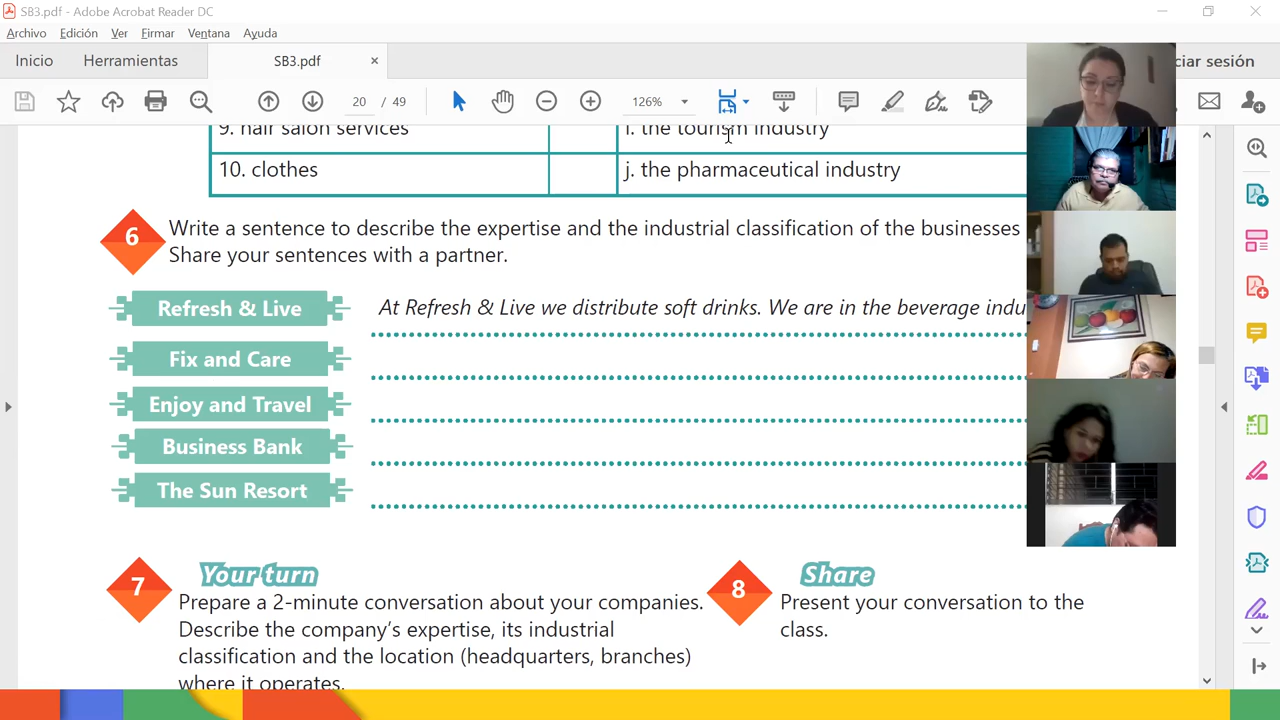 SB3.pdf - Adobe Acrobat Reader DC
Archivo Edición Ver Firmar Ventana Ayuda
Inicio Herramientas SB3.pdf × ciar sesión
20 / 49 126%
9. hair salon services i. the tourism industry
10. clothes j. the pharmaceutical industry
6 Write a sentence to describe the expertise and the industrial classification of the businesses
Share your sentences with a partner.
Refresh & Live At Refresh & Live we distribute soft drinks. We are in the beverage indu
Fix and Care
Enjoy and Travel
Business Bank
The Sun Resort
7 Your turn
Prepare a 2-minute conversation about your companies.
Describe the company's expertise, its industrial
classification and the location (headquarters, branches)
where it operates.
8 Share
Present your conversation to the
class.